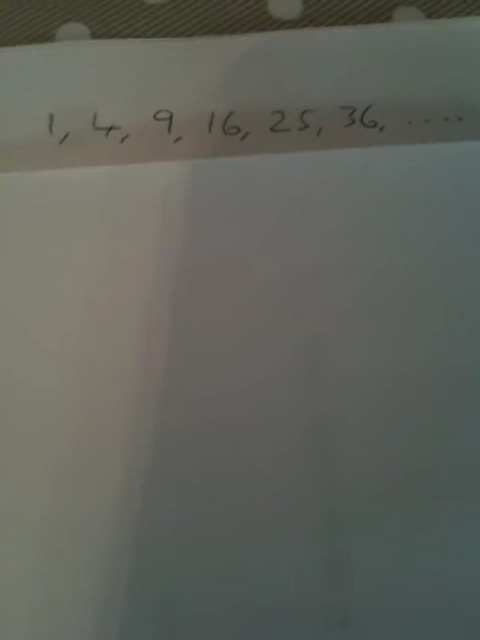 1, 4, 9, 16, 25, 36, ....